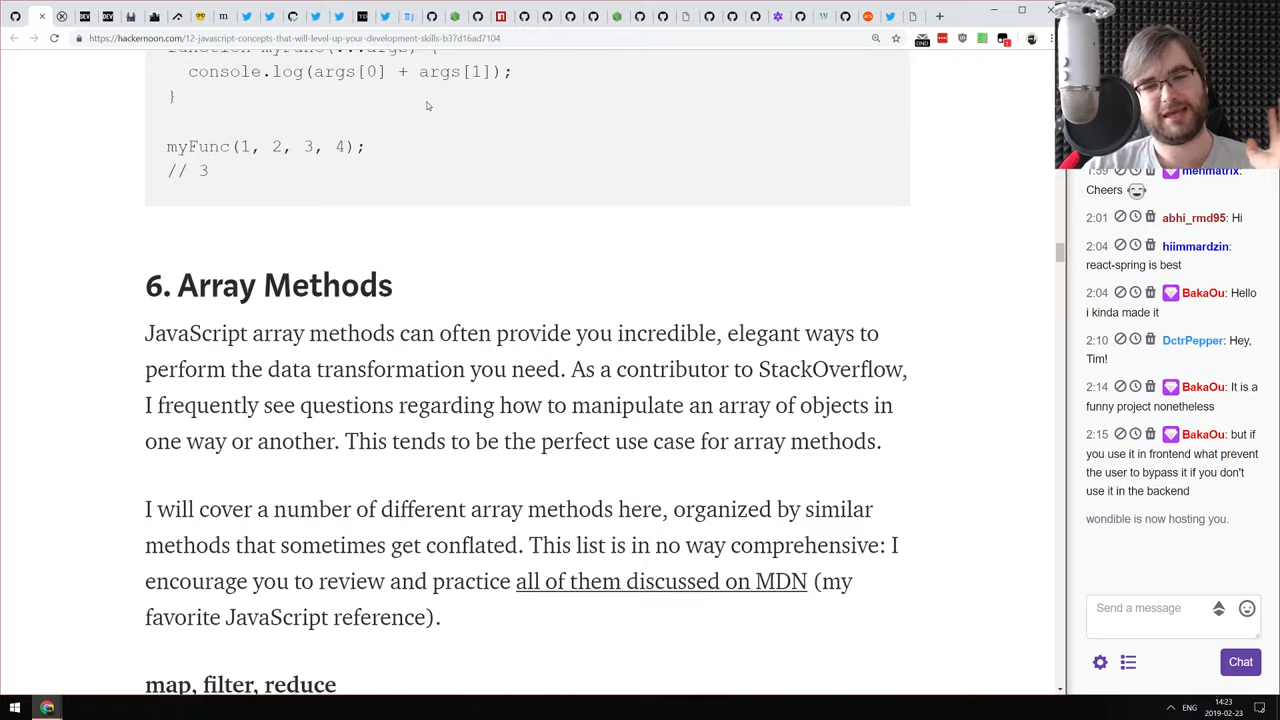 https://hackernoon.com/12-javascript-concepts-that-will-level-up-your-development-skills-b37d16ad7104
console.log(args[0] + args[1]);
}
myFunc(1, 2, 3, 4);
// 3
6. Array Methods
JavaScript array methods can often provide you incredible, elegant ways to
perform the data transformation you need. As a contributor to StackOverflow,
I frequently see questions regarding how to manipulate an array of objects in
one way or another. This tends to be the perfect use case for array methods.
I will cover a number of different array methods here, organized by similar
methods that sometimes get conflated. This list is in no way comprehensive: I
encourage you to review and practice all of them discussed on MDN (my
favorite JavaScript reference).
map, filter, reduce
1:59 menmatrix:
Cheers
2:01 abhi_rmd95: Hi
2:04 hiimmardzin:
react-spring is best
2:04 BakaOu: Hello
i kinda made it
2:10 DctrPepper: Hey,
Tim!
2:14 BakaOu: It is a
funny project nonetheless
2:15 BakaOu: but if
you use it in frontend what prevent
the user to bypass it if you don't
use it in the backend
wondible is now hosting you.
Send a message
Chat
ENG
14:23
2019-02-23